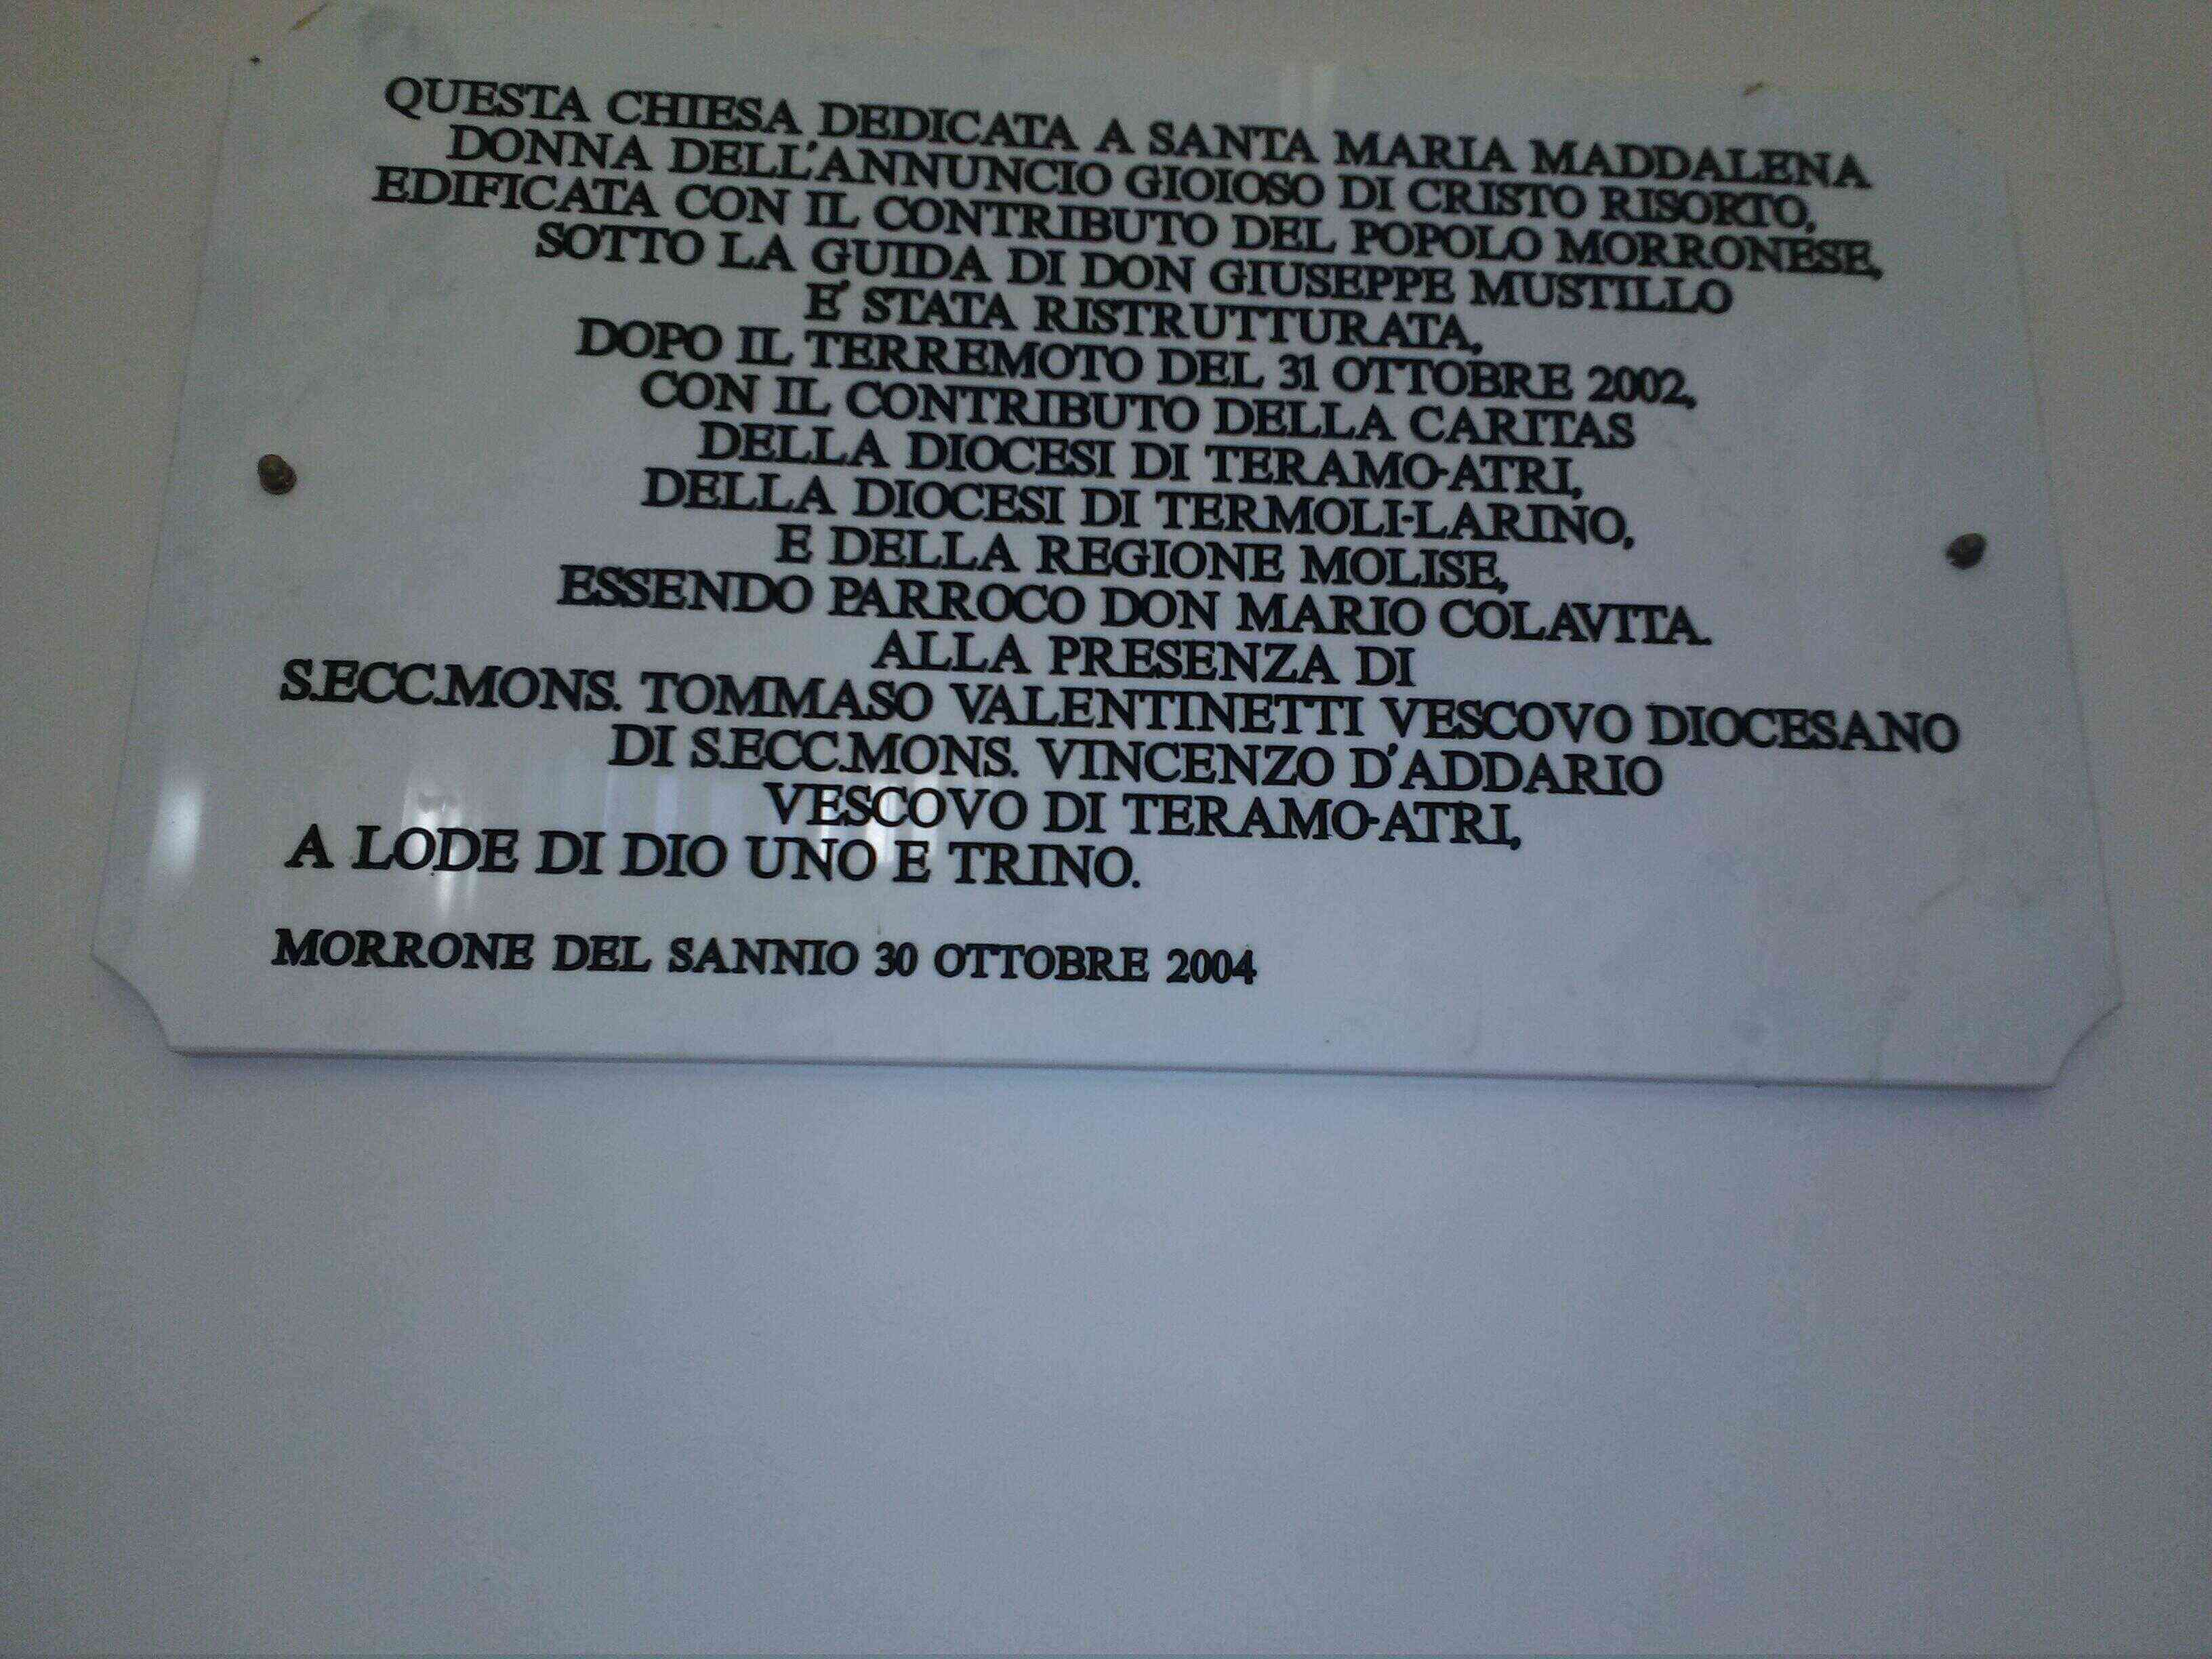 QUESTA CHIESA DEDICATA A SANTA MARIA MADDALENA
DONNA DELL'ANNUNCIO GIOIOSO DI CRISTO RISORTO,
EDIFICATA CON IL CONTRIBUTO DEL POPOLO MORRONESE,
SOTTO LA GUIDA DI DON GIUSEPPE MUSTILLO
E' STATA RISTRUTTURATA,
DOPO IL TERREMOTO DEL 31 OTTOBRE 2002,
CON IL CONTRIBUTO DELLA CARITAS
DELLA DIOCESI DI TERAMO-ATRI,
DELLA DIOCESI DI TERMOLI-LARINO,
E DELLA REGIONE MOLISE,
ESSENDO PARROCO DON MARIO COLAVITA.
ALLA PRESENZA DI
S.ECC.MONS. TOMMASO VALENTINETTI VESCOVO DIOCESANO
DI S.ECC.MONS. VINCENZO D'ADDARIO
VESCOVO DI TERAMO-ATRI,
A LODE DI DIO UNO E TRINO.
MORRONE DEL SANNIO 30 OTTOBRE 2004